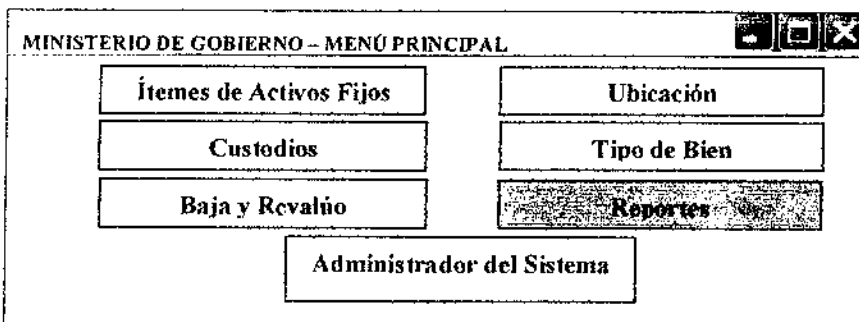 MINISTERIO DE GOBIERNO – MENÚ PRINCIPAL
Ítemes de Activos Fijos Ubicación
Custodios Tipo de Bien
Baja y Revalúo Reportes
Administrador del Sistema